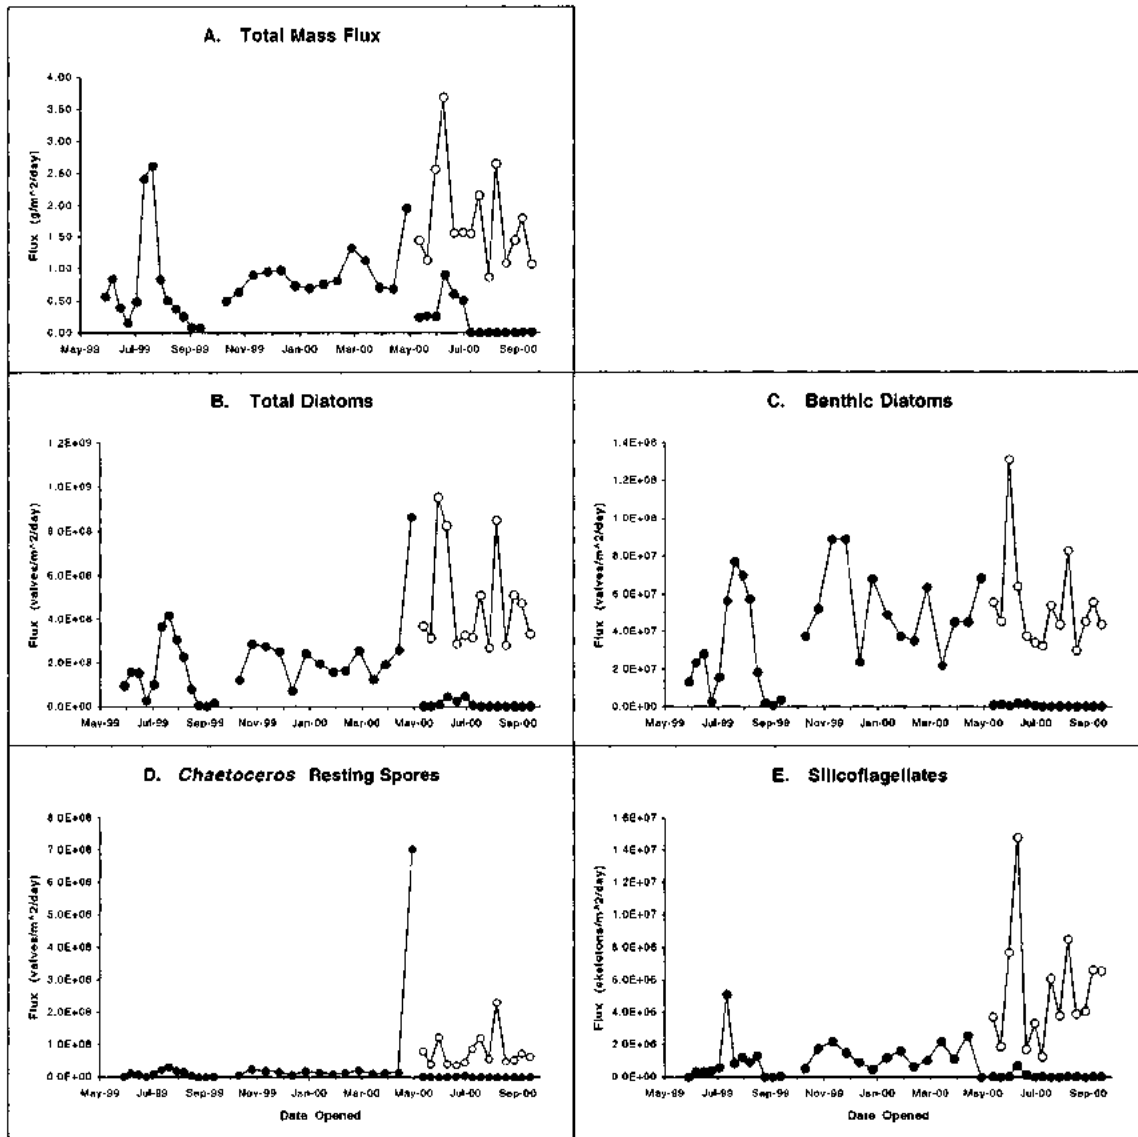 A. Total Mass Flux
Flux (g/m^2/day)
4.00
3.50
3.00
2.50
2.00
1.50
1.00
0.50
0.00
May-99 Jul-99 Sep-99 Nov-99 Jan-00 Mar-00 May-00 Jul-00 Sep-00
B. Total Diatoms
Flux (valves/m^2/day)
1.2E+09
1.0E+09
8.0E+08
6.0E+08
4.0E+08
2.0E+08
0.0E+00
May-99 Jul-99 Sep-99 Nov-99 Jan-00 Mar-00 May-00 Jul-00 Sep-00
C. Benthic Diatoms
Flux (valves/m^2/day)
1.4E+08
1.2E+08
1.0E+08
8.0E+07
6.0E+07
4.0E+07
2.0E+07
0.0E+00
May-99 Jul-99 Sep-99 Nov-99 Jan-00 Mar-00 May-00 Jul-00 Sep-00
D. Chaetoceros Resting Spores
Flux (valves/m^2/day)
8.0E+08
7.0E+08
6.0E+08
5.0E+08
4.0E+08
3.0E+08
2.0E+08
1.0E+08
0.0E+00
May-99 Jul-99 Sep-99 Nov-99 Jan-00 Mar-00 May-00 Jul-00 Sep-00
Date Opened
E. Silicoflagellates
Flux (skeletons/m^2/day)
1.6E+07
1.4E+07
1.2E+07
1.0E+07
8.0E+06
6.0E+06
4.0E+06
2.0E+06
0.0E+00
May-99 Jul-99 Sep-99 Nov-99 Jan-00 Mar-00 May-00 Jul-00 Sep-00
Date Opened